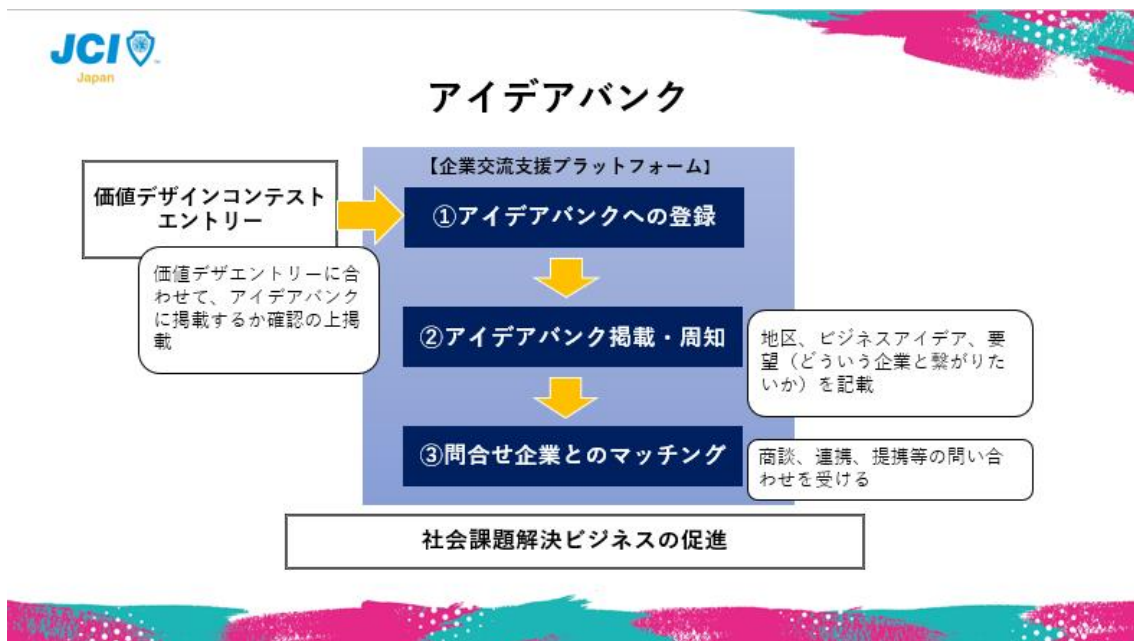 JCI
Japan
アイデアバンク
【企業交流支援プラットフォーム】
価値デザインコンテスト
エントリー
①アイデアバンクへの登録
価値デザエントリーに合
わせて、アイデアバンク
に掲載するか確認の上掲
載
②アイデアバンク掲載・周知
地区、ビジネスアイデア、要
望（どういう企業と繋がりた
いか）を記載
③問合せ企業とのマッチング
商談、連携、提携等の問い合
わせを受ける
社会課題解決ビジネスの促進